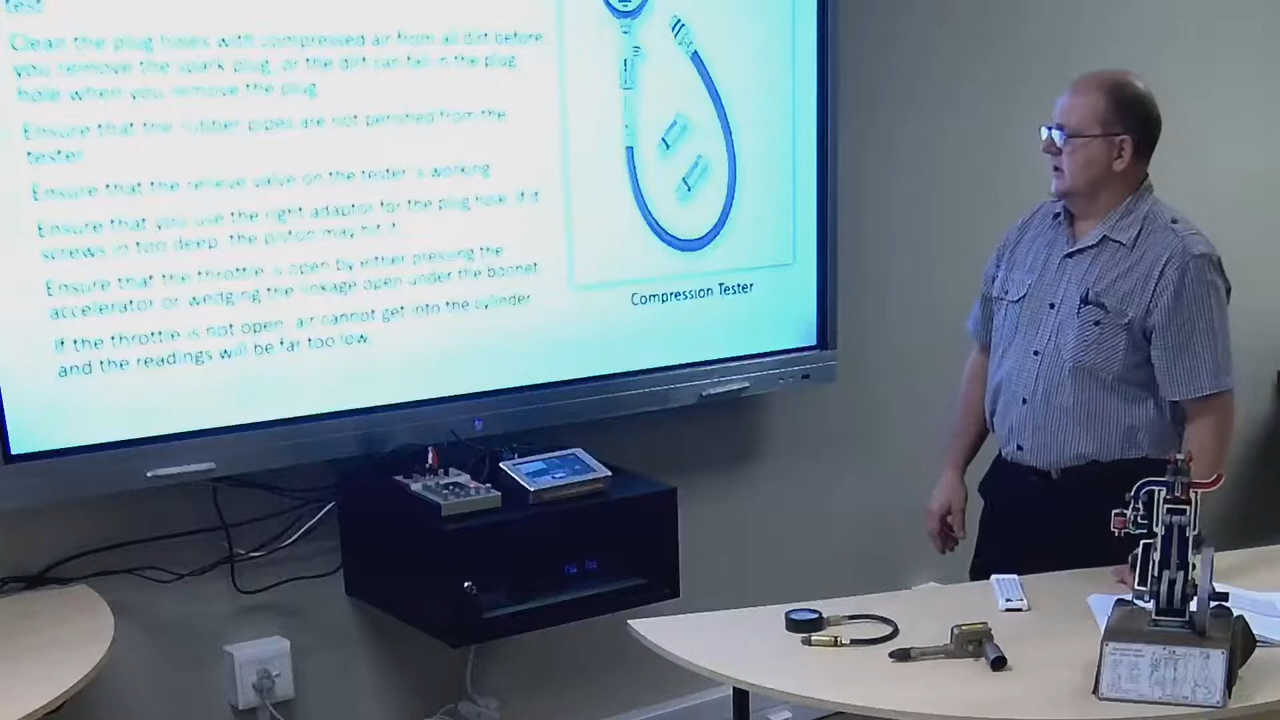 test
Clean the plug holes with compressed air from all dirt before
you remove the spark plug, or the dirt can fall in the plug
hole when you remove the plug
Ensure that the rubber pipes are not perished from the
tester
Ensure that the relieve valve on the tester is working
Ensure that you use the right adaptor for the plug hole, if it
screws in too deep, the piston may hit it
Ensure that the throttle is open by either pressing the
accelerator or wedging the linkage open under the bonnet
If the throttle is not open, air cannot get into the cylinder
and the readings will be far too low
Compression Tester